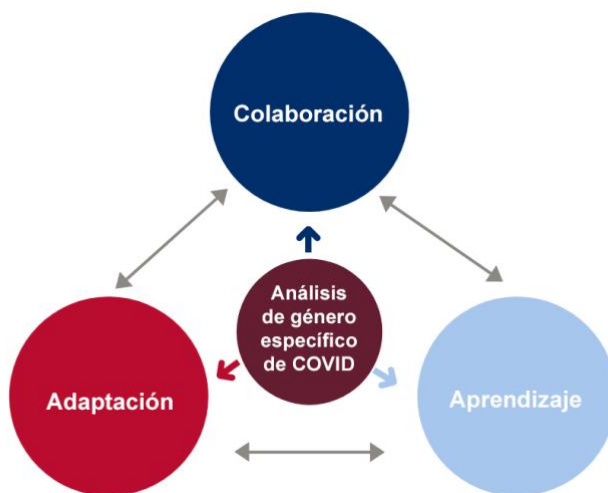 Colaboración
Análisis
de género
específico
de COVID
Adaptación
Aprendizaje